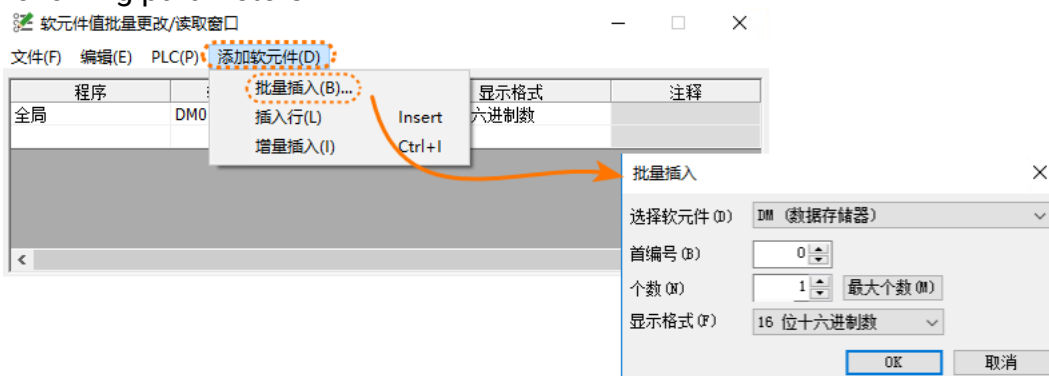 软元件值批量更改/读取窗口
文件(F) 编辑(E) PLC(P) 添加软元件(D)
程序 显示格式 注释
全局 DM0 六进制数
批量插入(B)...
插入行(L) Insert
增量插入(I) Ctrl+I
批量插入
选择软元件(D) DM (数据存储器)
首编号(B) 0
个数(N) 1 最大个数(M)
显示格式(F) 16 位十六进制数
OK 取消